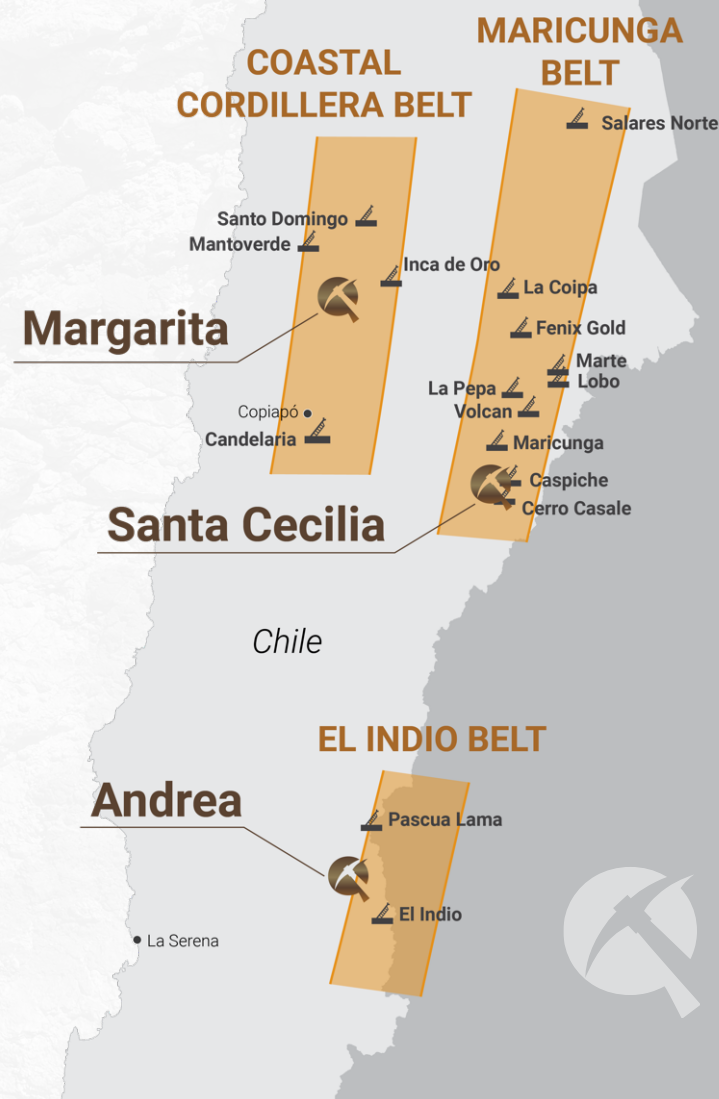 MARICUNGA
BELT
COASTAL
CORDILLERA BELT
Salares Norte
Santo Domingo
Mantoverde
Inca de Oro
La Coipa
Margarita
Fenix Gold
Marte
Lobo
La Pepa
Volcan
Copiapó
Candelaria
Maricunga
Caspiche
Cerro Casale
Santa Cecilia
Chile
EL INDIO BELT
Andrea
Pascua Lama
El Indio
La Serena